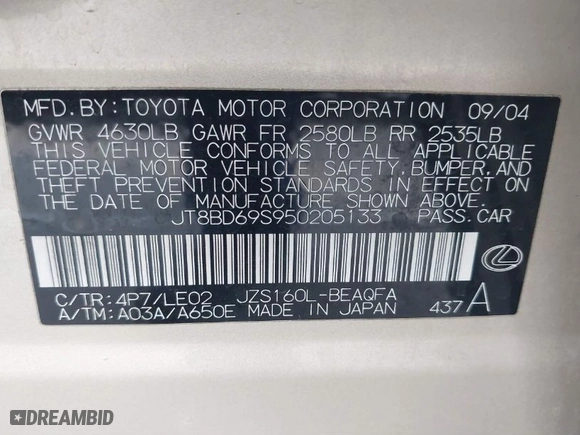 MFD. BY: TOYOTA MOTOR CORPORATION 09/04
GVWR 4630LB GAWR FR 2580LB RR 2535LB
THIS VEHICLE CONFORMS TO ALL APPLICABLE
FEDERAL MOTOR VEHICLE SAFETY, BUMPER, AND
THEFT PREVENTION STANDARDS IN EFFECT ON
THE DATE OF MANUFACTURE SHOWN ABOVE.
JT8BD69S950205133 PASS.CAR
C/TR: 4P7/LE02 JZS160L-BEAQFA
A/TM: A03A/A650E MADE IN JAPAN 437 A
DREAMBID